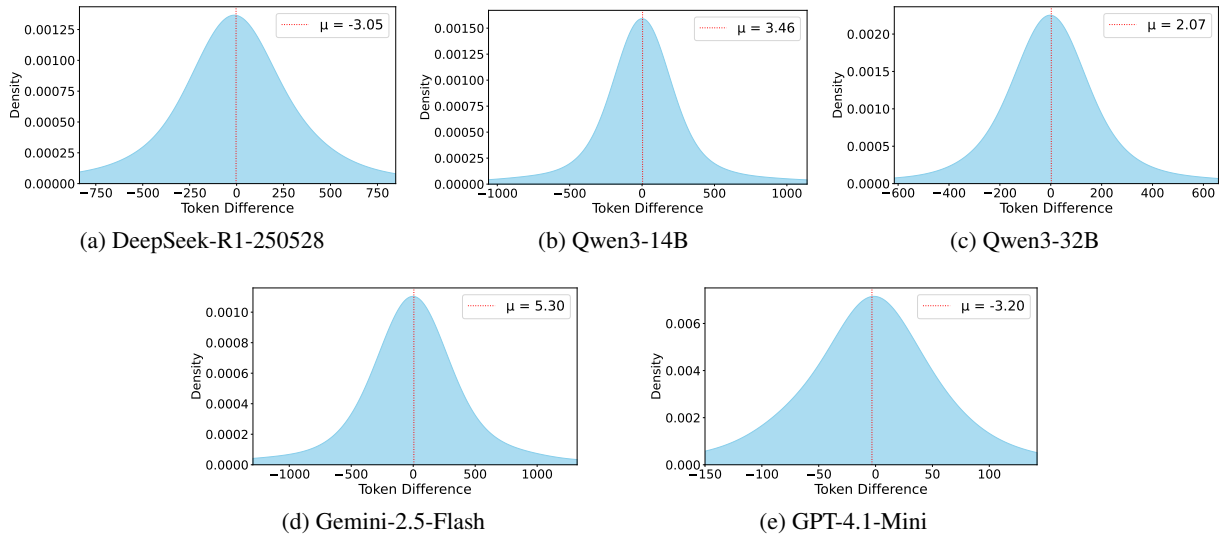 μ = -3.05
Density
0.00125
0.00100
0.00075
0.00050
0.00025
0.00000
−750 −500 −250 0 250 500 750
Token Difference
(a) DeepSeek-R1-250528
μ = 3.46
Density
0.00175
0.00150
0.00125
0.00100
0.00075
0.00050
0.00025
0.00000
−1000 −500 0 500 1000
Token Difference
(b) Qwen3-14B
μ = 2.07
Density
0.0020
0.0015
0.0010
0.0005
0.0000
−600 −400 −200 0 200 400 600
Token Difference
(c) Qwen3-32B
μ = 5.30
Density
0.0010
0.0008
0.0006
0.0004
0.0002
0.0000
−1000 −500 0 500 1000
Token Difference
(d) Gemini-2.5-Flash
μ = -3.20
Density
0.006
0.004
0.002
0.000
−150 −100 −50 0 50 100
Token Difference
(e) GPT-4.1-Mini